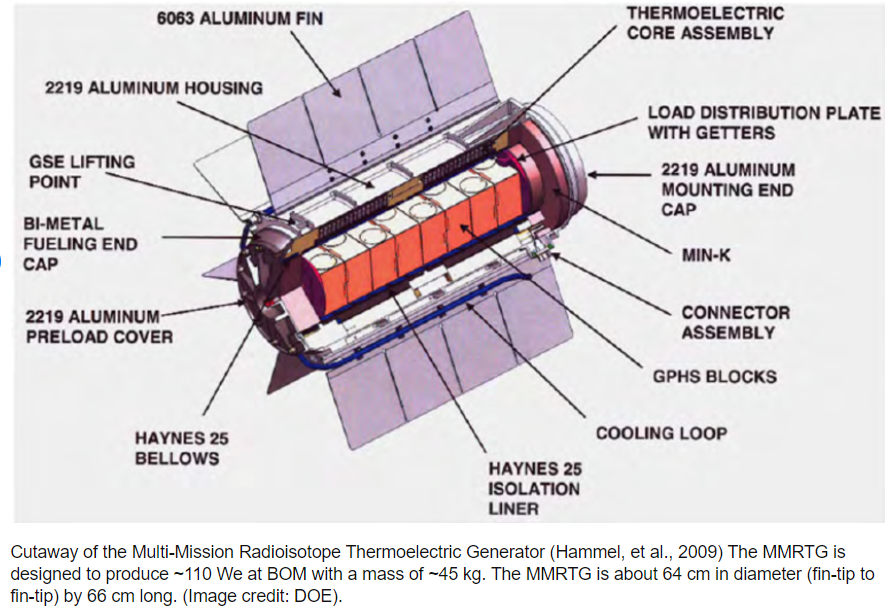 6063 ALUMINUM FIN
THERMOELECTRIC
CORE ASSEMBLY
2219 ALUMINUM HOUSING
LOAD DISTRIBUTION PLATE
WITH GETTERS
GSE LIFTING
POINT
2219 ALUMINUM
MOUNTING END
CAP
BI-METAL
FUELING END
CAP
MIN-K
2219 ALUMINUM
PRELOAD COVER
CONNECTOR
ASSEMBLY
GPHS BLOCKS
COOLING LOOP
HAYNES 25
BELLOWS
HAYNES 25
ISOLATION
LINER
Cutaway of the Multi-Mission Radioisotope Thermoelectric Generator (Hammel, et al., 2009) The MMRTG is
designed to produce ~110 We at BOM with a mass of ~45 kg. The MMRTG is about 64 cm in diameter (fin-tip to
fin-tip) by 66 cm long. (Image credit: DOE).